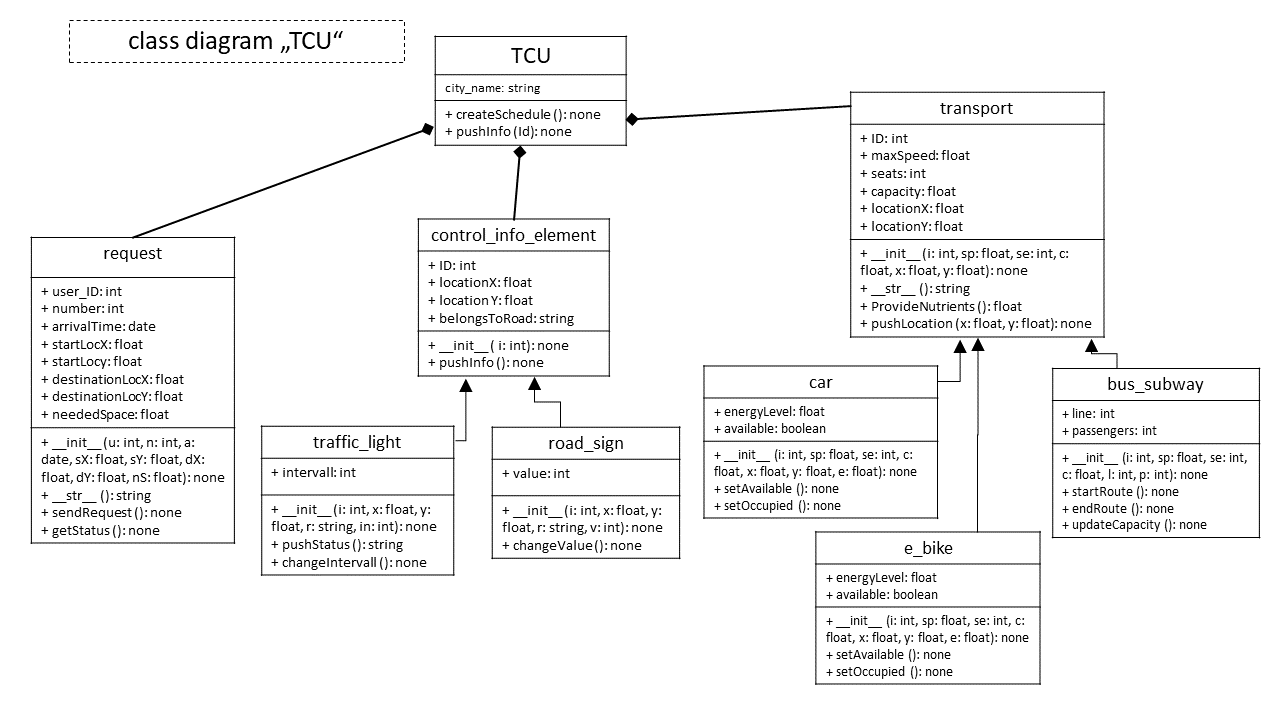 class diagram „TCU“
TCU
city_name: string
+ createSchedule (): none
+ pushInfo (Id): none
transport
+ ID: int
+ maxSpeed: float
+ seats: int
+ capacity: float
+ locationX: float
+ locationY: float
+ __init__ (i: int, sp: float, se: int, c:
float, x: float, y: float): none
+ __str__ (): string
+ ProvideNutrients (): float
+ pushLocation (x: float, y: float): none
request
+ user_ID: int
+ number: int
+ arrivalTime: date
+ startLocX: float
+ startLocy: float
+ destinationLocX: float
+ destinationLocY: float
+ neededSpace: float
+ __init__ (u: int, n: int, a:
date, sX: float, sY: float, dX:
float, dY: float, nS: float): none
+ __str__ (): string
+ sendRequest (): none
+ getStatus (): none
control_info_element
+ ID: int
+ locationX: float
+ location Y: float
+ belongsToRoad: string
+ __init__ ( i: int): none
+ pushInfo (): none
traffic_light
+ intervall: int
+ __init__ (i: int, x: float, y:
float, r: string, in: int): none
+ pushStatus (): string
+ changeIntervall (): none
road_sign
+ value: int
+ __init__ (i: int, x: float, y:
float, r: string, v: int): none
+ changeValue (): none
car
+ energyLevel: float
+ available: boolean
+ __init__ (i: int, sp: float, se: int, c:
float, x: float, y: float, e: float): none
+ setAvailable (): none
+ setOccupied (): none
bus_subway
+ line: int
+ passengers: int
+ __init__ (i: int, sp: float, se: int,
c: float, l: int, p: int): none
+ startRoute (): none
+ endRoute (): none
+ updateCapacity (): none
e_bike
+ energyLevel: float
+ available: boolean
+ __init__ (i: int, sp: float, se: int, c:
float, x: float, y: float, e: float): none
+ setAvailable (): none
+ setOccupied (): none